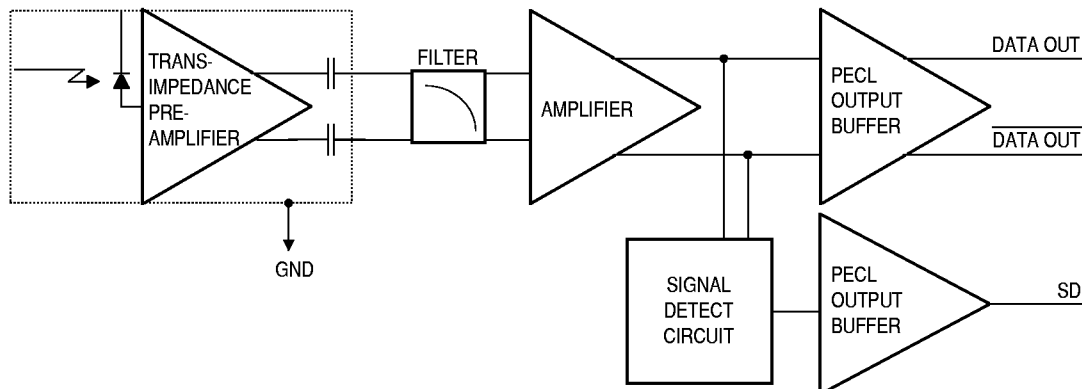 TRANS-
IMPEDANCE
PRE-
AMPLIFIER
GND
FILTER
AMPLIFIER
PECL
OUTPUT
BUFFER
DATA OUT
DATA OUT
SIGNAL
DETECT
CIRCUIT
PECL
OUTPUT
BUFFER
SD